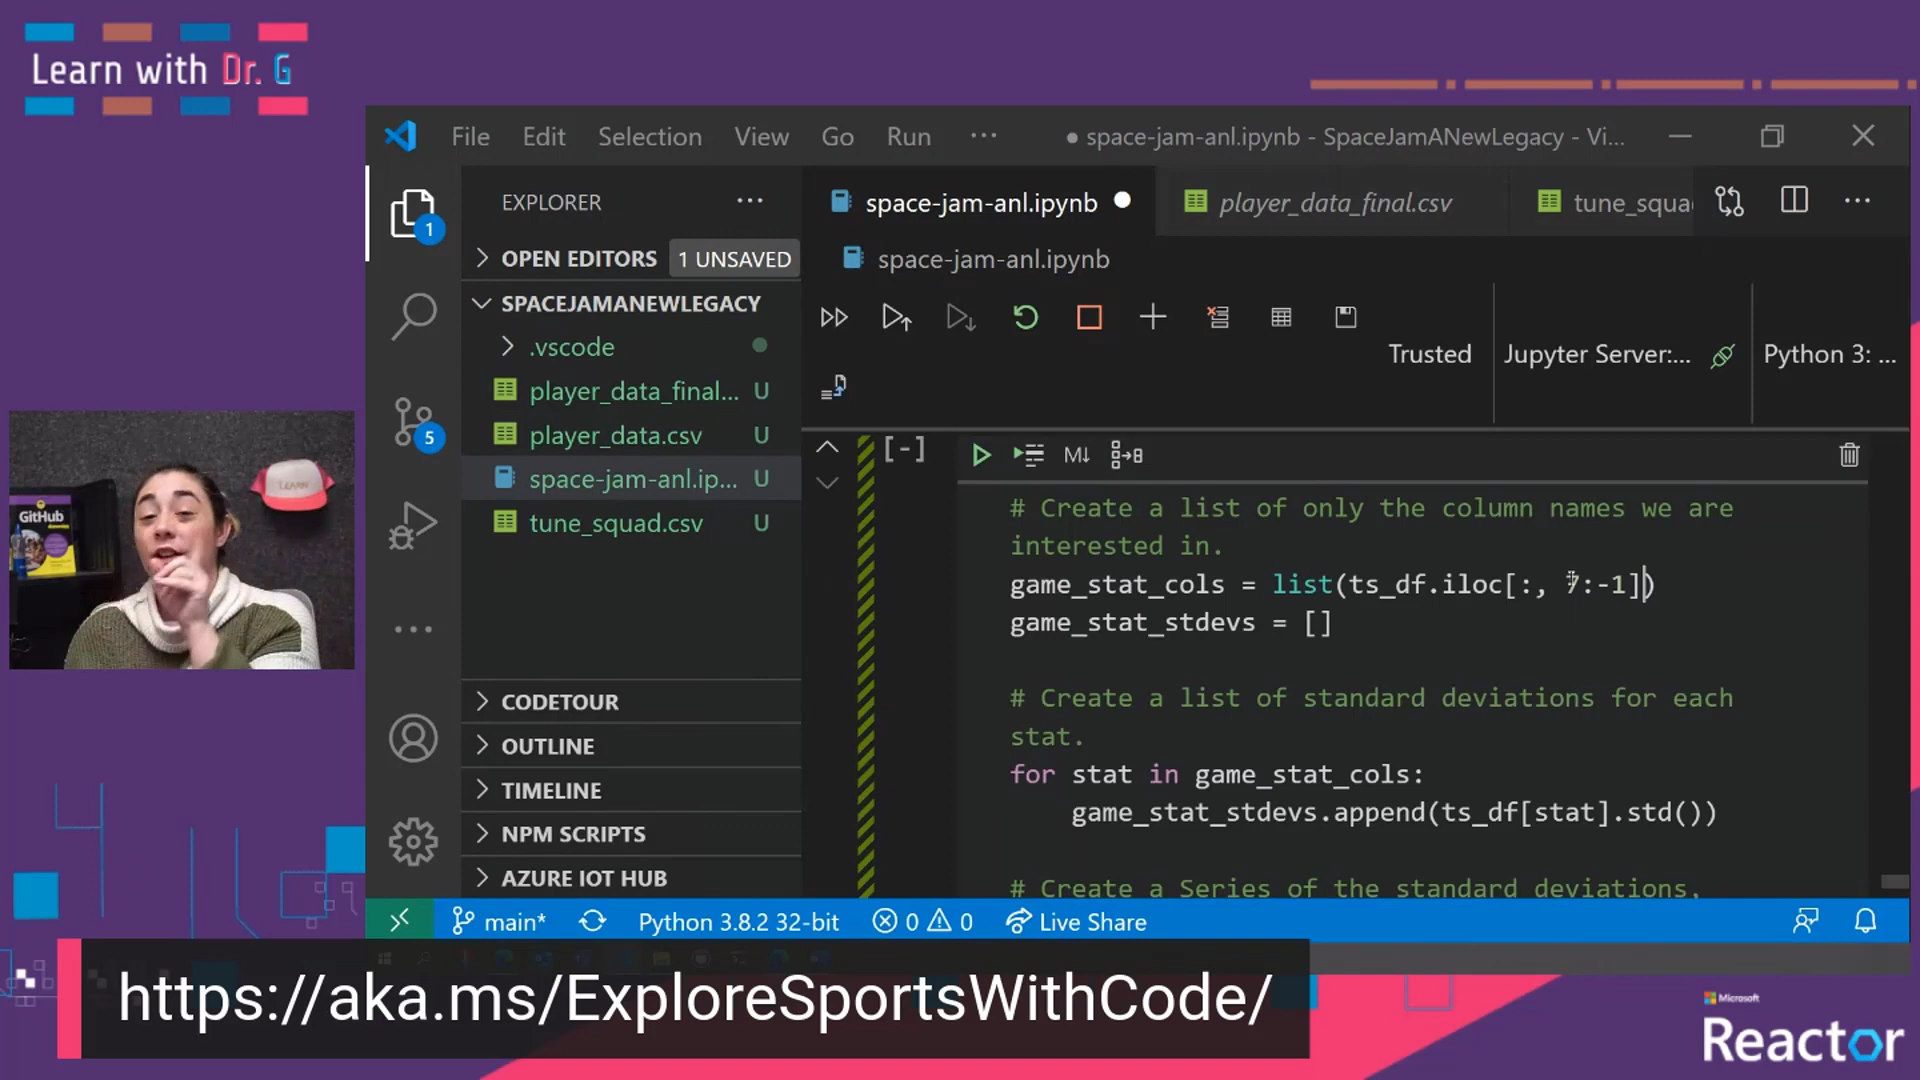 Learn with Dr. G
File Edit Selection View Go Run ··· ● space-jam-anl.ipynb - SpaceJamANewLegacy - Vi...
EXPLORER ···
space-jam-anl.ipynb
player_data_final.csv
tune_squa
1
OPEN EDITORS 1 UNSAVED
space-jam-anl.ipynb
SPACEJAMANEWLEGACY
.vscode
player_data_final... U
player_data.csv U
space-jam-anl.ip... U
tune_squad.csv U
5
Trusted
Jupyter Server:...
Python 3: ...
[-]
M↓
# Create a list of only the column names we are
interested in.
game_stat_cols = list(ts_df.iloc[:, 7:-1])
game_stat_stdevs = []
# Create a list of standard deviations for each
stat.
for stat in game_stat_cols:
game_stat_stdevs.append(ts_df[stat].std())
# Create a Series of the standard deviations,
GitHub
LEARN
CODETOUR
OUTLINE
TIMELINE
NPM SCRIPTS
AZURE IOT HUB
main* Python 3.8.2 32-bit 0 0 Live Share
https://aka.ms/ExploreSportsWithCode/
Microsoft
Reactor